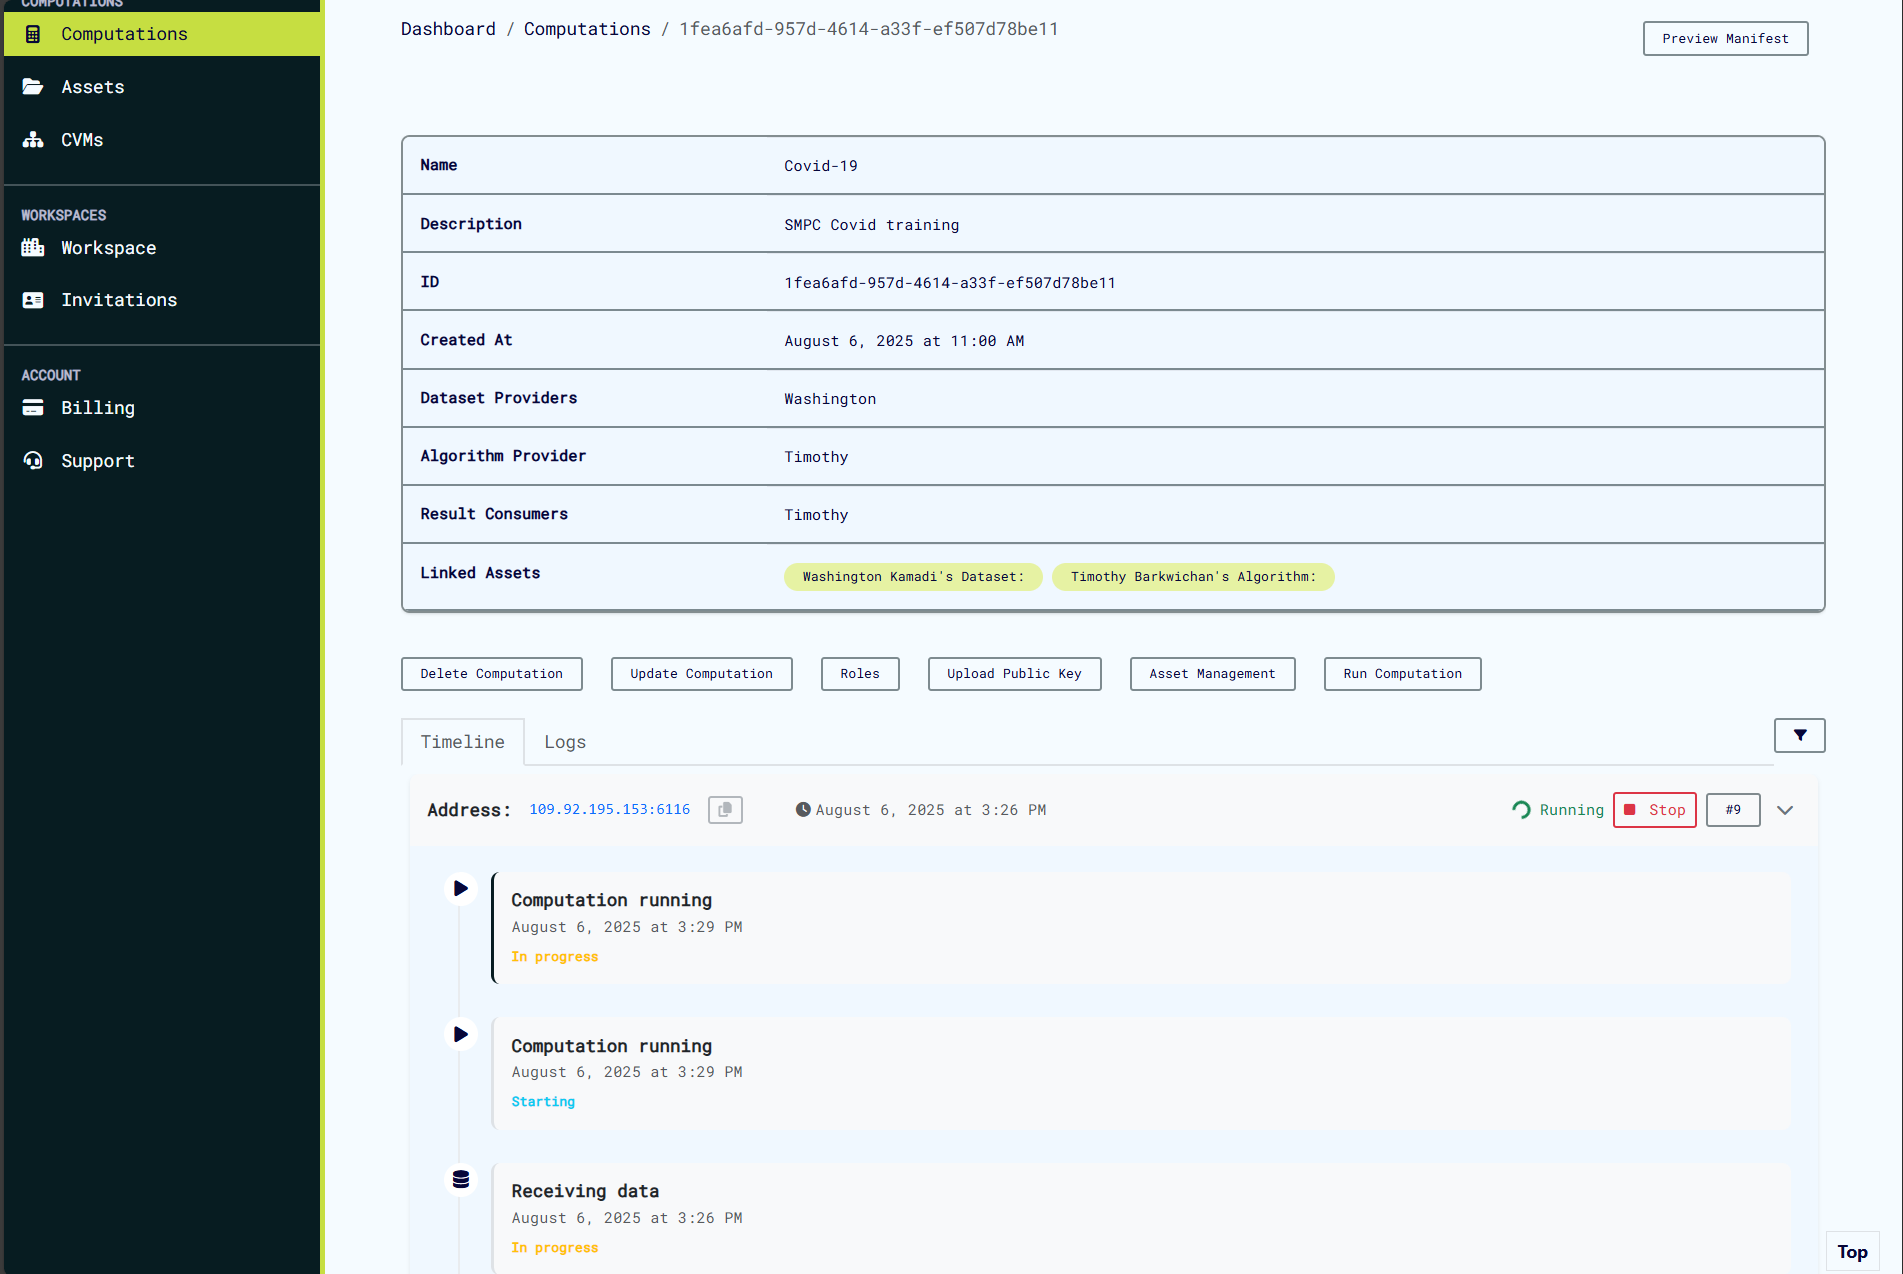 COMPUTATIONS
Computations
Assets
CVMs
WORKSPACES
Workspace
Invitations
ACCOUNT
Billing
Support
Dashboard / Computations / 1fea6afd-957d-4614-a33f-ef507d78be11
Preview Manifest
Name Covid-19
Description SMPC Covid training
ID 1fea6afd-957d-4614-a33f-ef507d78be11
Created At August 6, 2025 at 11:00 AM
Dataset Providers Washington
Algorithm Provider Timothy
Result Consumers Timothy
Linked Assets Washington Kamadi's Dataset: Timothy Barkwichan's Algorithm:
Delete Computation Update Computation Roles Upload Public Key Asset Management Run Computation
Timeline Logs
Address: 109.92.195.153:6116 August 6, 2025 at 3:26 PM Running Stop #9
Computation running
August 6, 2025 at 3:29 PM
In progress
Computation running
August 6, 2025 at 3:29 PM
Starting
Receiving data
August 6, 2025 at 3:26 PM
In progress
Top